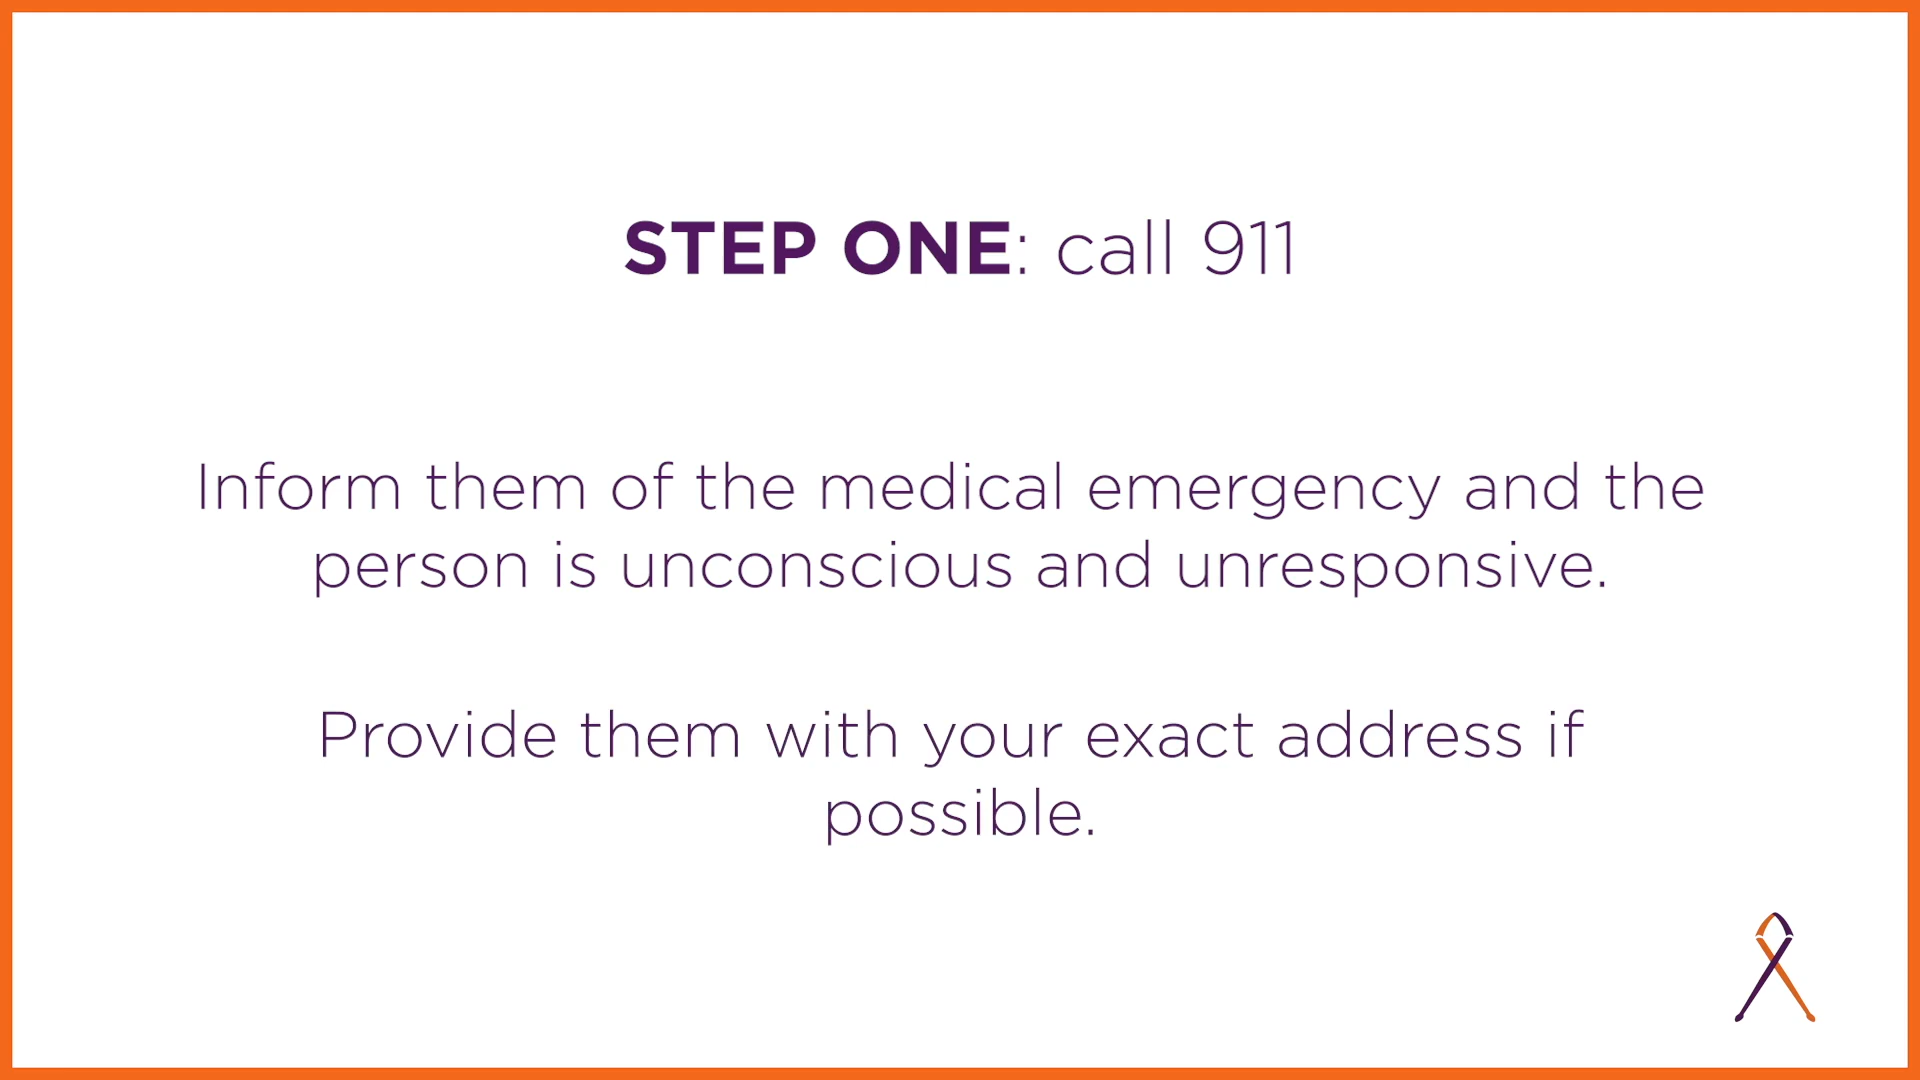 STEP ONE: call 911
Inform them of the medical emergency and the
person is unconscious and unresponsive.
Provide them with your exact address if
possible.